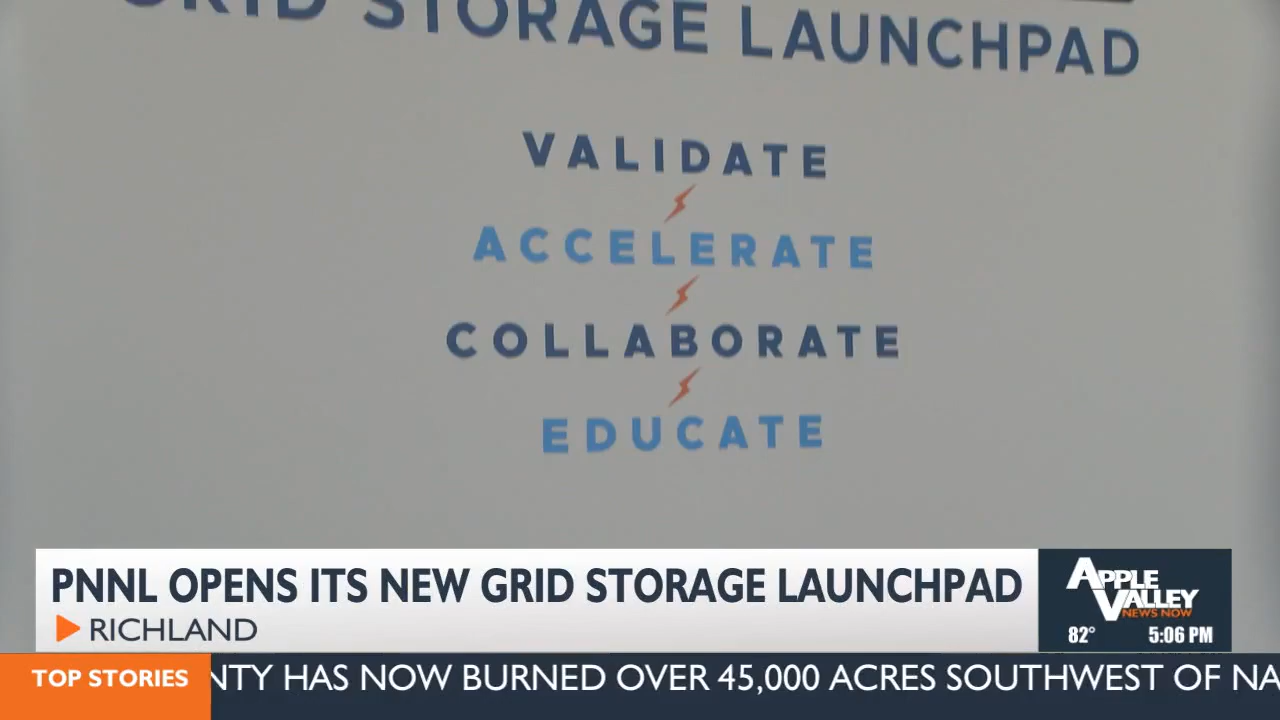 GRID STORAGE LAUNCHPAD
VALIDATE
ACCELERATE
COLLABORATE
EDUCATE
PNNL OPENS ITS NEW GRID STORAGE LAUNCHPAD
RICHLAND
APPLE
VALLEY
NEWS NOW
82° 5:06 PM
TOP STORIES
NTY HAS NOW BURNED OVER 45,000 ACRES SOUTHWEST OF NA